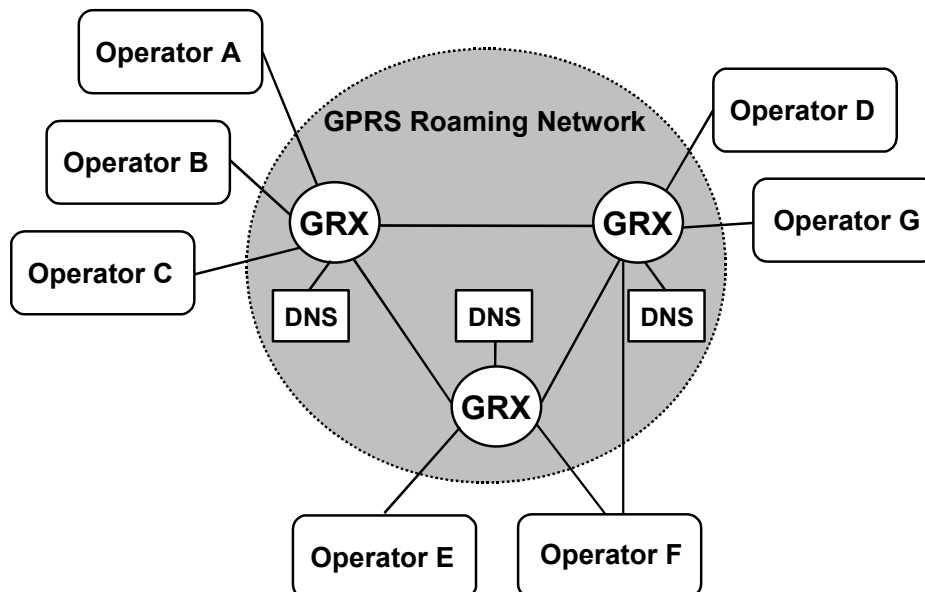 Operator A
GPRS Roaming Network
Operator D
Operator B
GRX
GRX
Operator G
Operator C
DNS
DNS
DNS
GRX
Operator E
Operator F